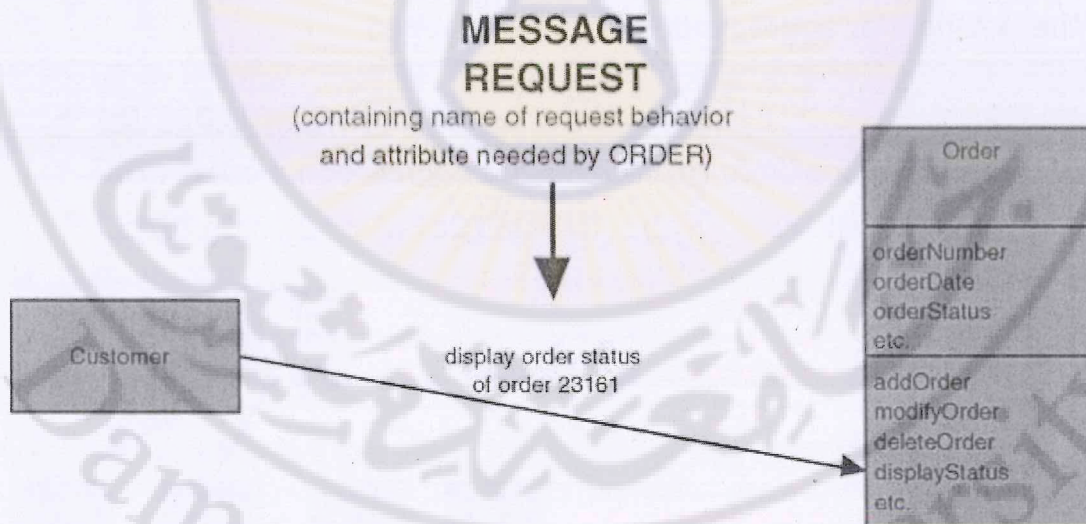 MESSAGE
REQUEST
(containing name of request behavior
and attribute needed by ORDER)
Order
orderNumber
orderDate
orderStatus
etc.
Customer
display order status
of order 23161
addOrder
modifyOrder
deleteOrder
displayStatus
etc.